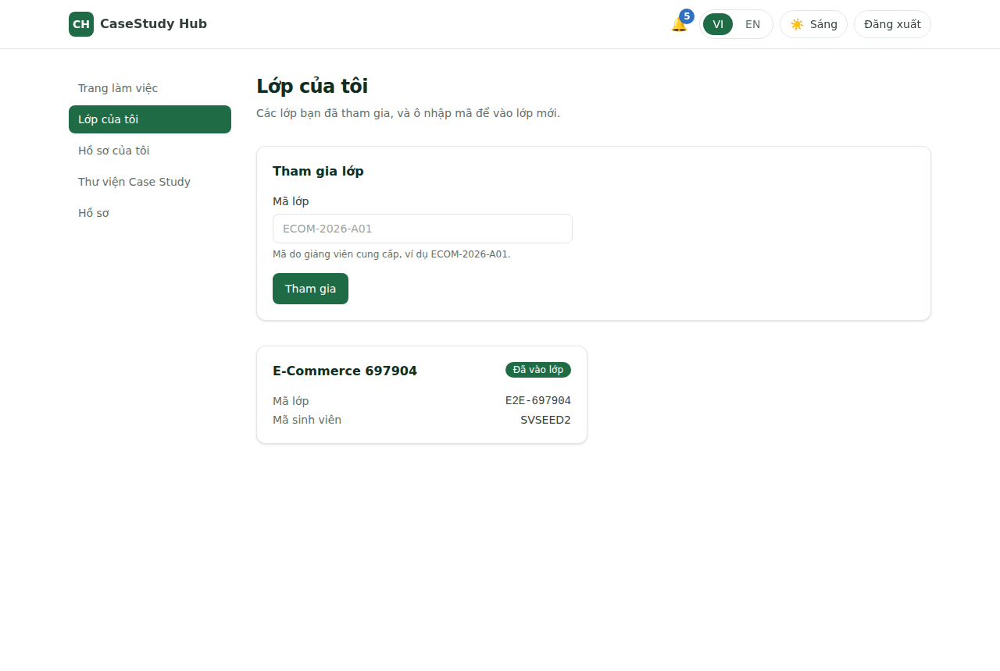 CH CaseStudy Hub
5
VI EN
Sáng
Đăng xuất
Trang làm việc
Lớp của tôi
Hồ sơ của tôi
Thư viện Case Study
Hồ sơ
Lớp của tôi
Các lớp bạn đã tham gia, và ô nhập mã để vào lớp mới.
Tham gia lớp
Mã lớp
ECOM-2026-A01
Mã do giảng viên cung cấp, ví dụ ECOM-2026-A01.
Tham gia
E-Commerce 697904 Đã vào lớp
Mã lớp E2E-697904
Mã sinh viên SVSEED2